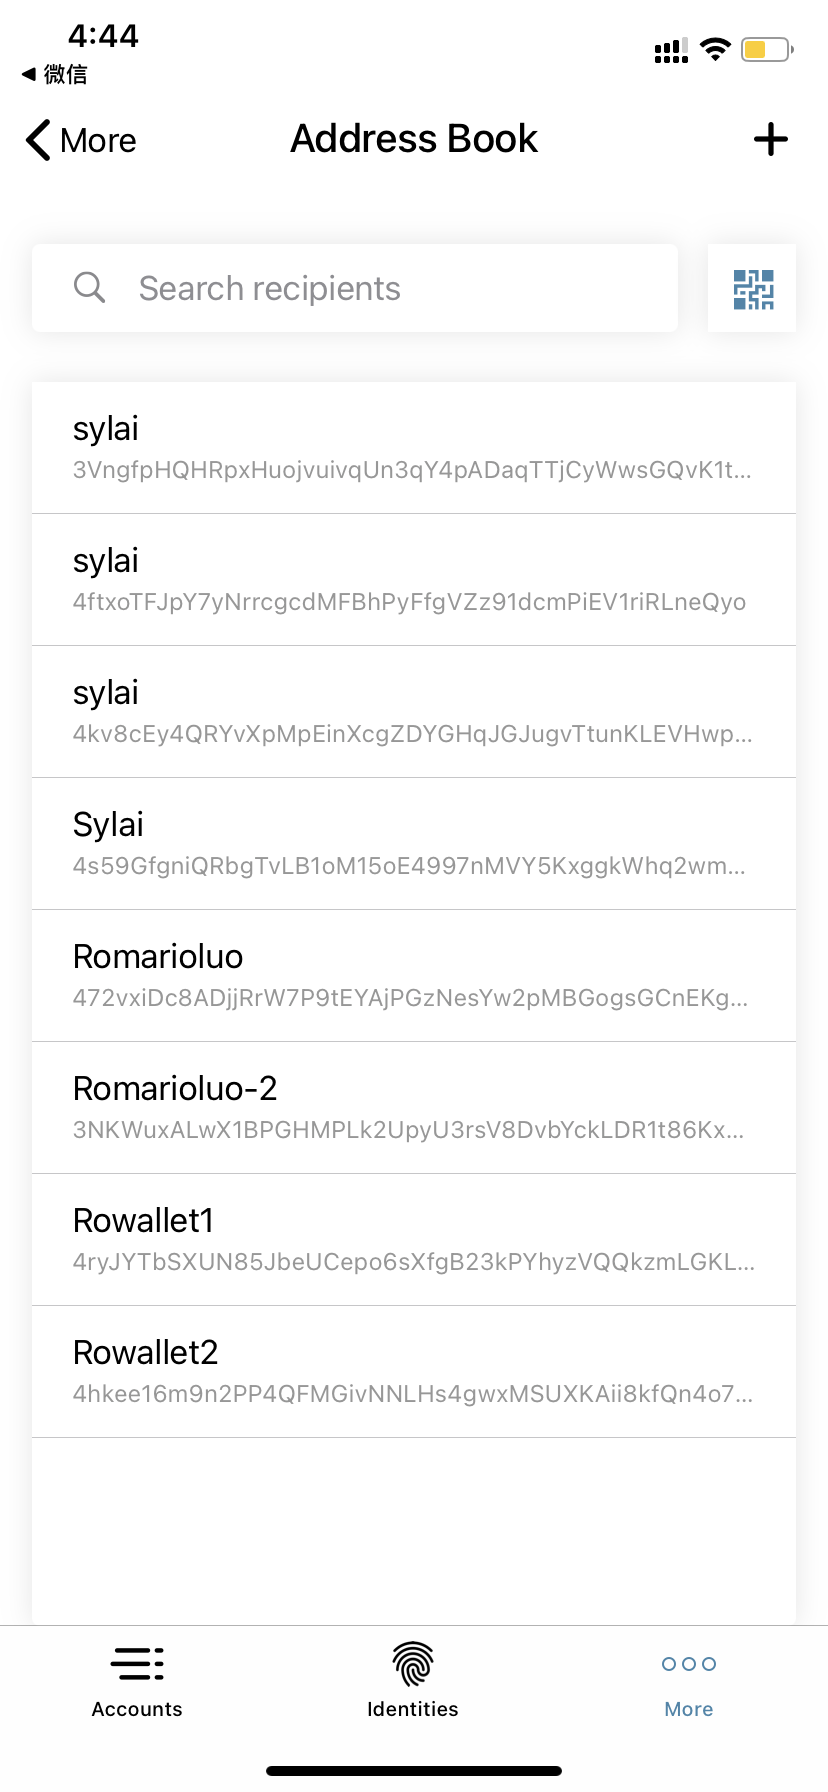 4:44
微信
More
Address Book
Search recipients
sylai
3VngfpHQHRpxHuojvuivqUn3qY4pADaqTTjCyWwsGQvK1t...
sylai
4ftxoTFJpY7yNrrcgcdMFBhPyFfgVZz91dcmPiEV1riRLneQyo
sylai
4kv8cEy4QRYvXpMpEinXcgZDYGHqJGJugvTtunKLEVHwp...
Sylai
4s59GfgniQRbgTvLB1oM15oE4997nMVY5KxggkWhq2wm...
Romarioluo
472vxiDc8ADjjRrW7P9tEYAjPGzNesYw2pMBGogsGCnEKg...
Romarioluo-2
3NKWuxALwX1BPGHMPLk2UpyU3rsV8DvbYckLDR1t86Kx...
Rowallet1
4ryJYTbSXUN85JbeUCepo6sXfgB23kPYhyzVQQkzmLGKL...
Rowallet2
4hkee16m9n2PP4QFMGivNNLHs4gwxMSUXKAii8kfQn4o7...
Accounts
Identities
More